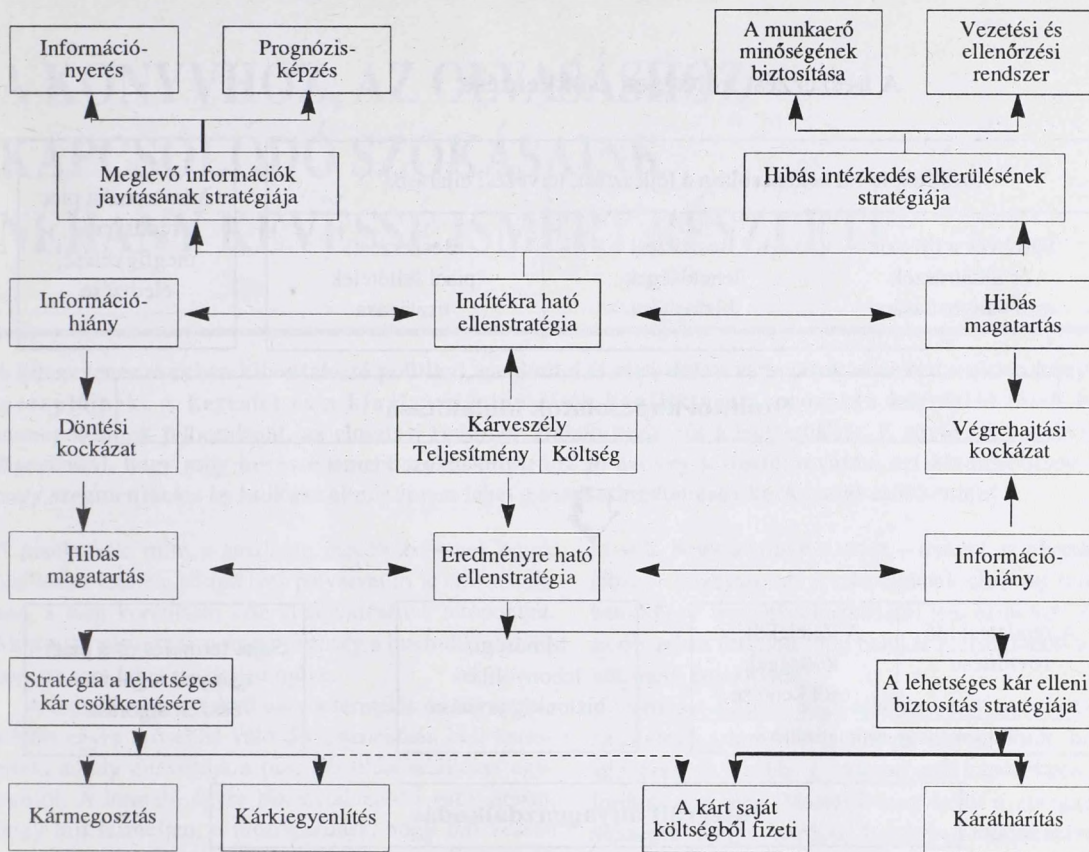 Információ-
nyerés
Prognózis-
képzés
A munkaerő
minőségének
biztosítása
Vezetési és
ellenőrzési
rendszer
Meglevő információk
javításának stratégiája
Hibás intézkedés elkerülésének
stratégiája
Információ-
hiány
Indítékra ható
ellenstratégia
Hibás
magatartás
Döntési
kockázat
Kárveszély
Teljesítmény Költség
Végrehajtási
kockázat
Hibás
magatartás
Eredményre ható
ellenstratégia
Információ-
hiány
Stratégia a lehetséges
kár csökkentésére
A lehetséges kár elleni
biztosítás stratégiája
Kármegosztás
Kárkiegyenlítés
A kárt saját
költségből fizeti
Káráthárítás